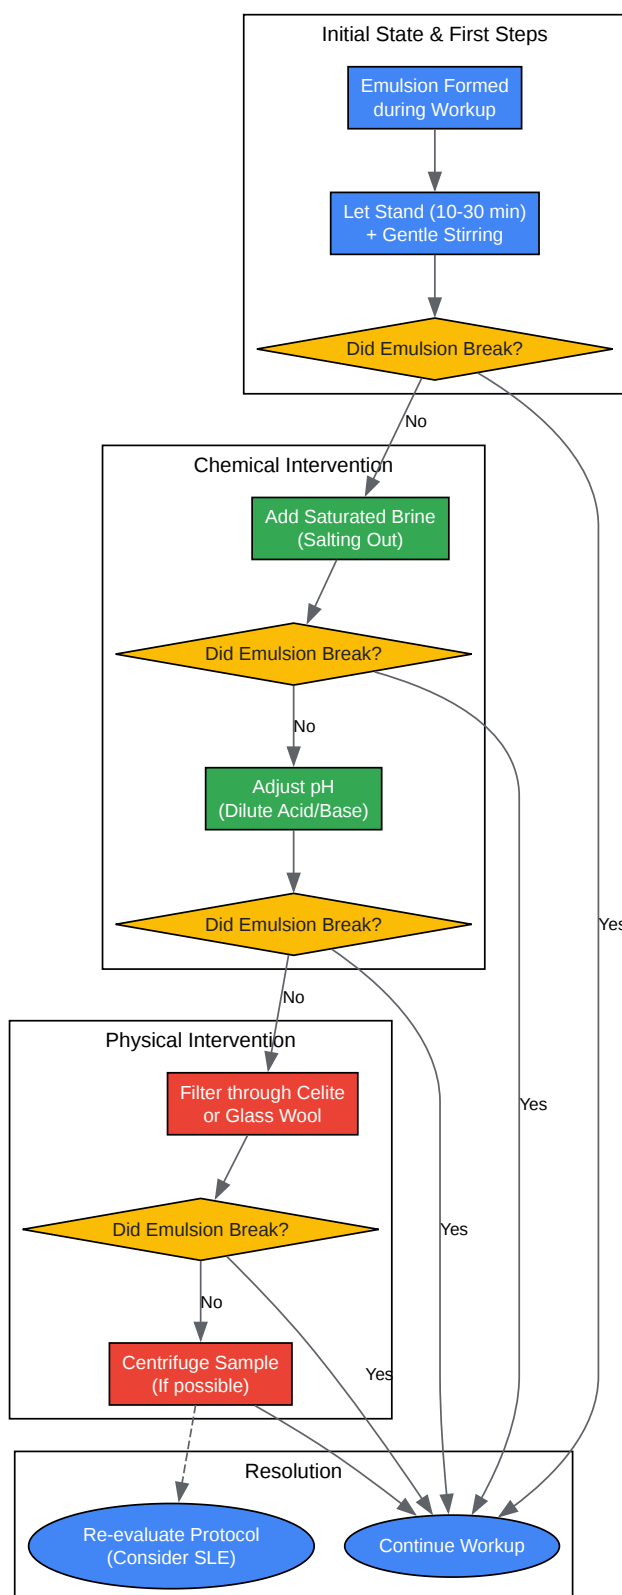 Initial State & First Steps
Emulsion Formed
during Workup
Let Stand (10-30 min)
+ Gentle Stirring
Did Emulsion Break?
No
Chemical Intervention
Add Saturated Brine
(Salting Out)
Did Emulsion Break?
No
Adjust pH
(Dilute Acid/Base)
Did Emulsion Break?
Yes
No
Physical Intervention
Filter through Celite
or Glass Wool
Yes
Did Emulsion Break?
Yes
No
Centrifuge Sample
(If possible)
Yes
Resolution
Re-evaluate Protocol
(Consider SLE)
Continue Workup